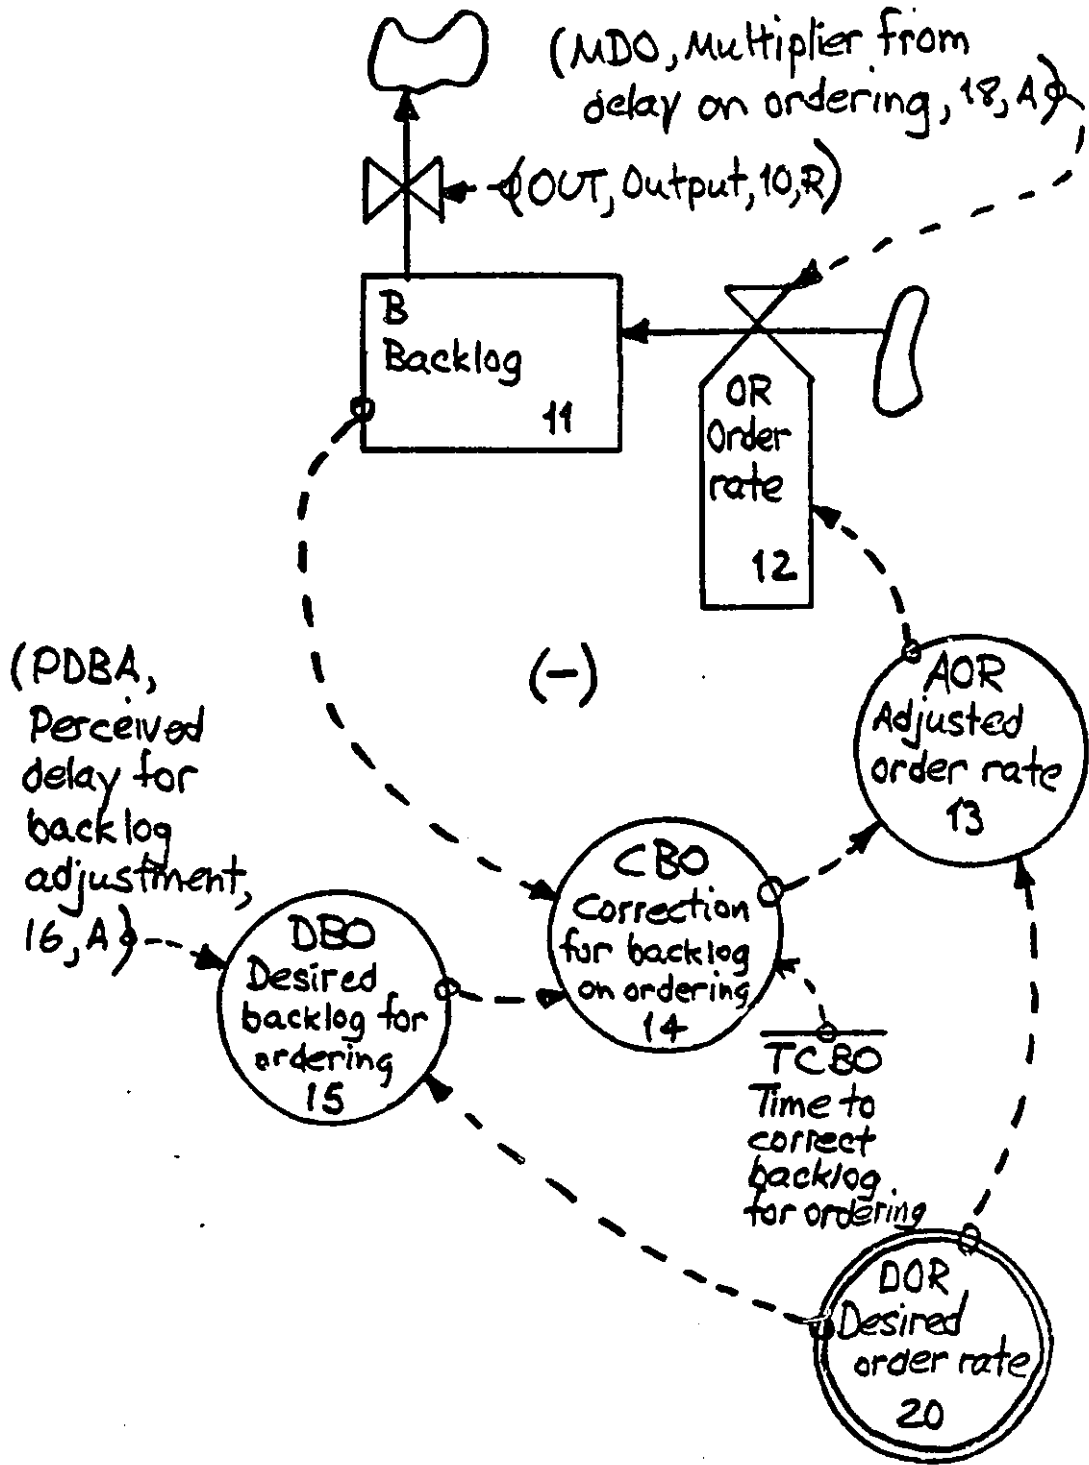 (MDO, Multiplier from
delay on ordering, 18, A)
(OUT, Output, 10, R)
B
Backlog
11
OR
Order
rate
12
(-)
(PDBA,
Perceived
delay for
backlog
adjustment,
16, A)
AOR
Adjusted
order rate
13
CBO
Correction
for backlog
on ordering
14
DBO
Desired
backlog for
ordering
15
TCBO
Time to
correct
backlog
for ordering
DOR
Desired
order rate
20